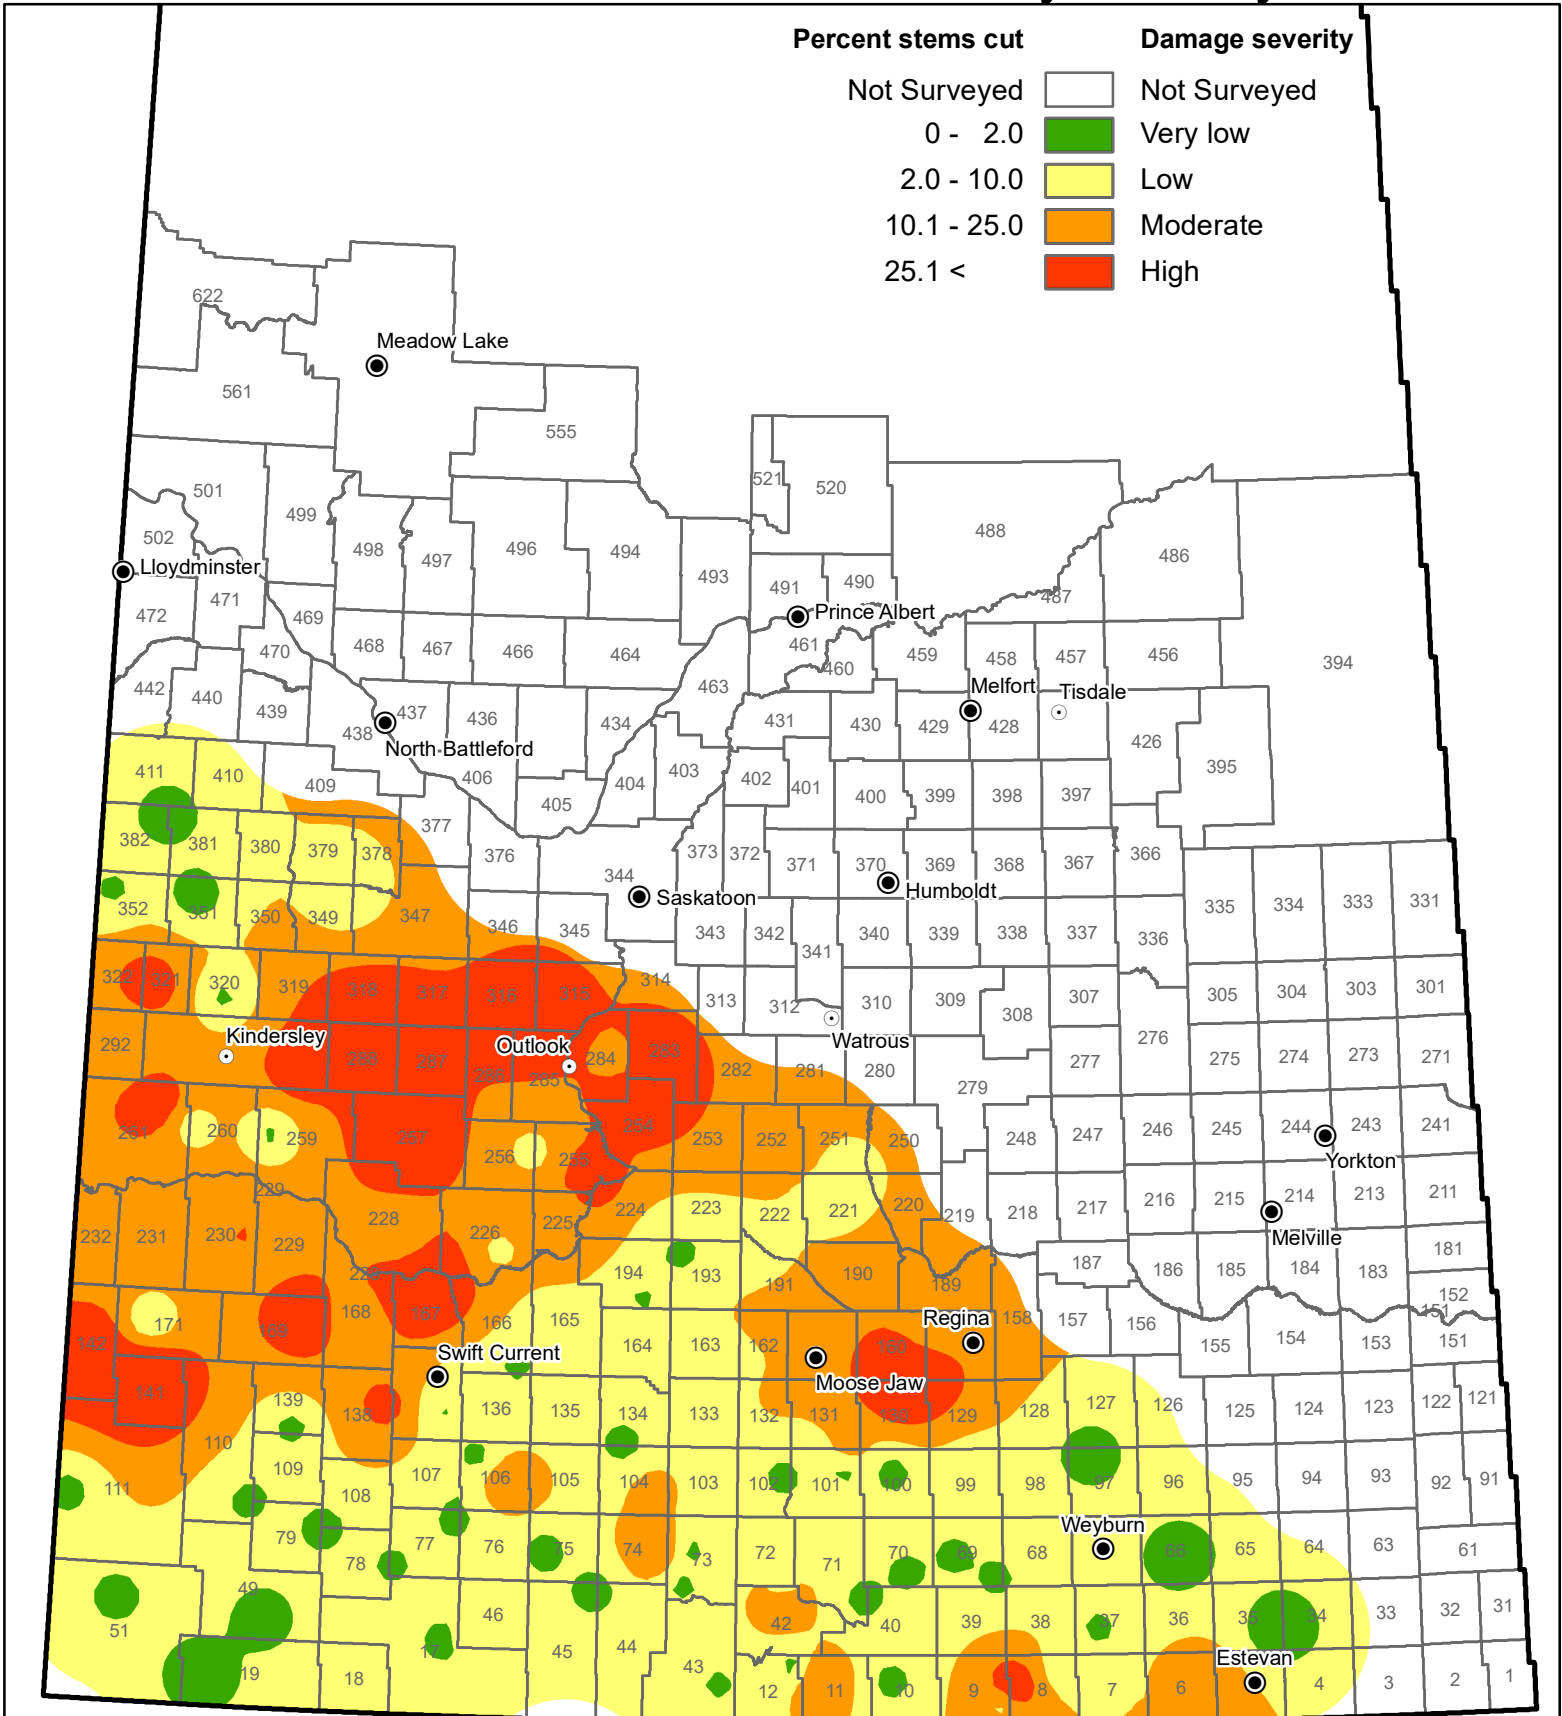 Percent stems cut Damage severity
Not Surveyed Not Surveyed
0 - 2.0 Very low
2.0 - 10.0 Low
10.1 - 25.0 Moderate
25.1 < High
622
Meadow Lake
561
555
521 520
501
499
502
498 497 496 494
488
486
Lloydminster
493
491 490
487
472 471 469
Prince Albert
468 467 466 464
461
460 459 458 457 456
394
470
442 440 439
463
Melfort Tisdale
438 437 436 434
431 430 429 428
426
North Battleford
395
411 410 409
406 405 404 403 402 401 400 399 398 397
382 381 380 379 378 377 376
373 372 371 370 369 368 367 366
344
Saskatoon
Humboldt
352 351 350 349 347 346 345
343 342 341 340 339 338 337 336
335 334 333 331
322 321 320 319 318 317 316 315 314
313 312 310 309 308 307
305 304 303 301
Kindersley
Outlook
Watrous
292 288 287 286 285 284 283 282 281 280 279 277 276 275 274 273 271
261 260 259 257 256 255 254 253 252 251 250
248 247 246 245 244 243 241
Yorkton
229
232 231 230 229 228 226 225 224 223 222 221 220 219 218 217 216 215 214 213 211
Melville
228
194 193 191 190 189 187 186 185 184 183 181
152
151
142 171 169 168 167 166 165 164 163 162 160
Regina
158 157 156 155 154 153 151
Swift Current
Moose Jaw
141 139 138 136 135 134 133 132 131 130 129 128 127 126 125 124 123 122 121
111 110 109 108 107 106 105 104 103 102 101 100 99 98 97 96 95 94 93 92 91
Weyburn
79 78 77 76 75 74 73 72 71 70 69 68 66 65 64 63 61
51 49 46 45 44 43 42 40 39 38 37 36 35 34 33 32 31
Estevan
19 18 17 12 11 10 9 8 7 6 4 3 2 1